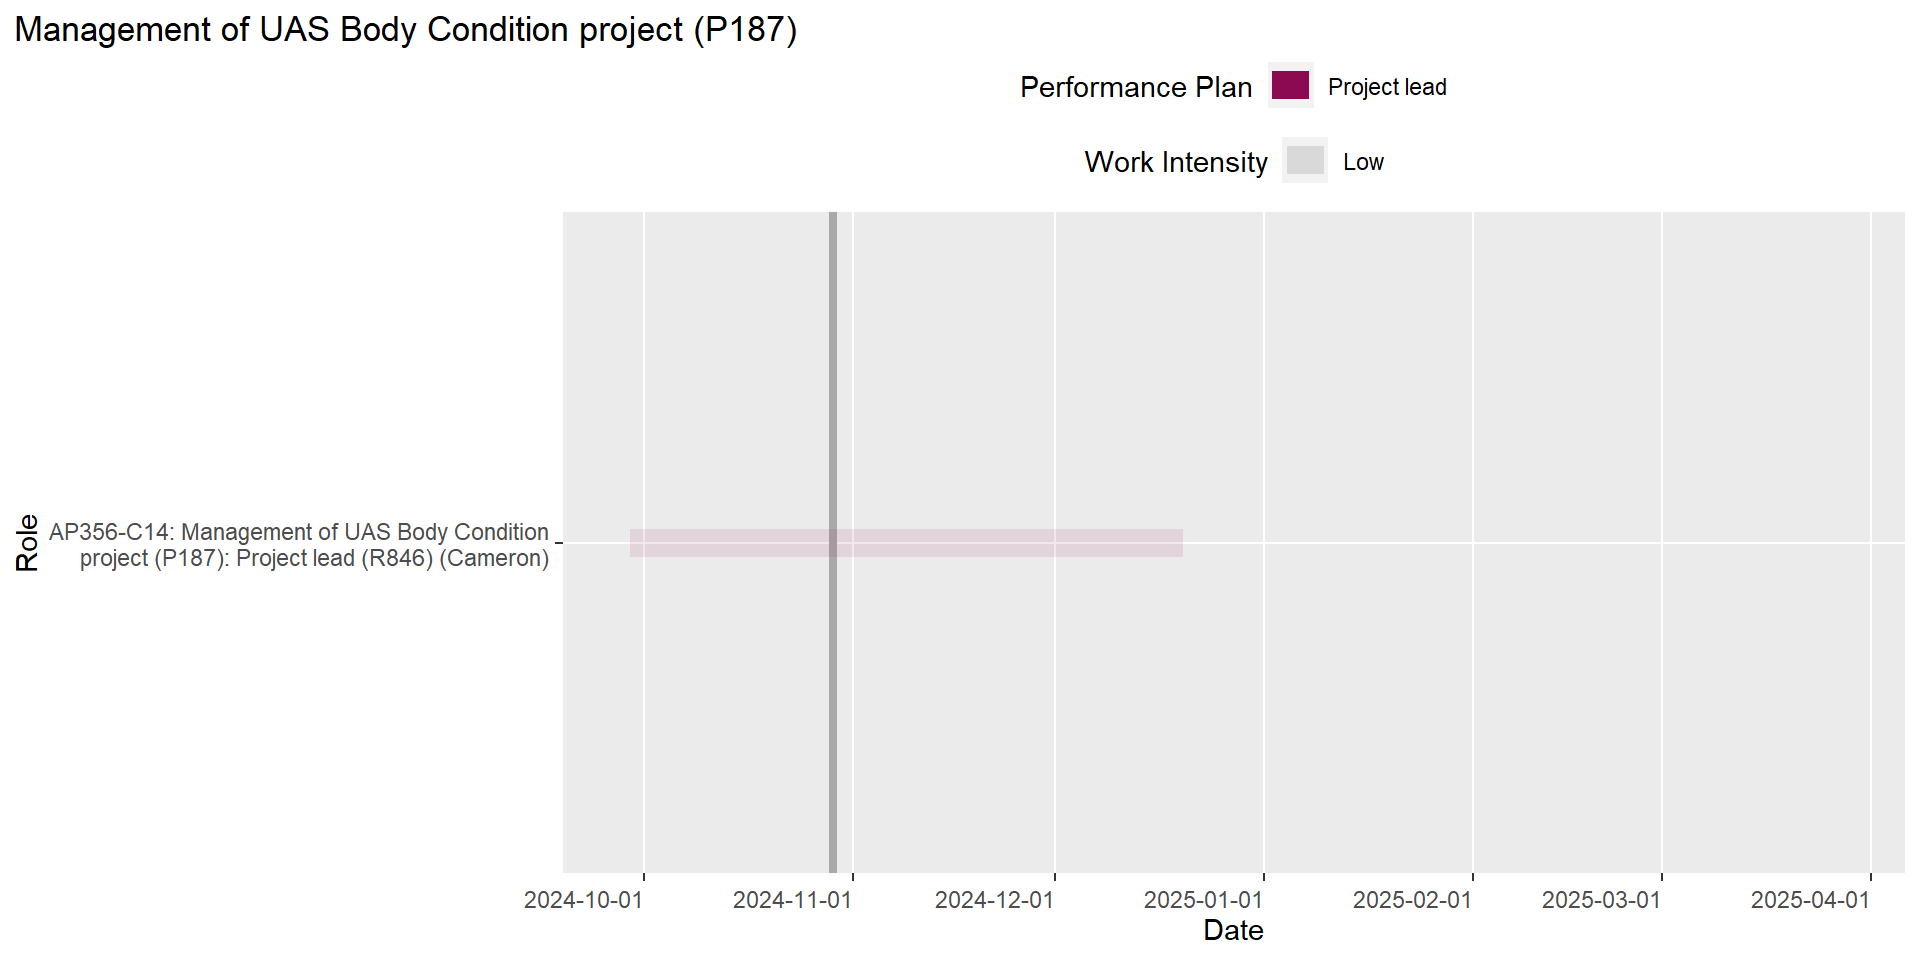 Management of UAS Body Condition project (P187)
Performance Plan
Project lead
Work Intensity
Low
Role
AP356-C14: Management of UAS Body Condition
project (P187): Project lead (R846) (Cameron)
2024-10-01
2024-11-01
2024-12-01
2025-01-01
2025-02-01
2025-03-01
2025-04-01
Date